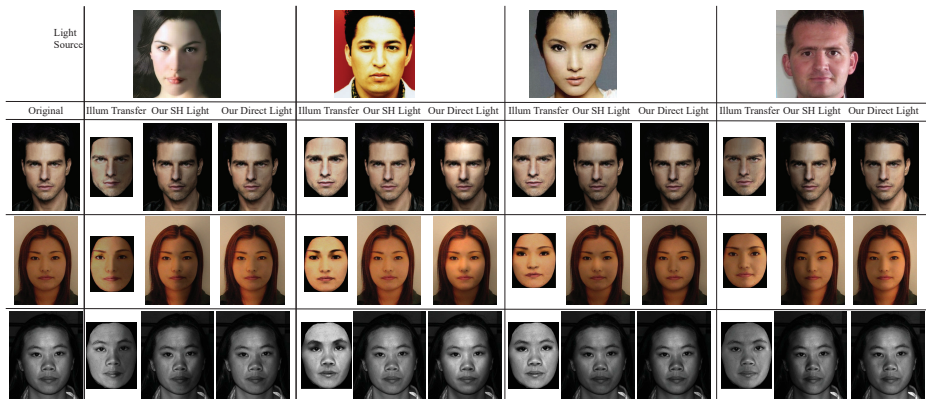 Light
Source
Original Illum Transfer Our SH Light Our Direct Light Illum Transfer Our SH Light Our Direct Light Illum Transfer Our SH Light Our Direct Light Illum Transfer Our SH Light Our Direct Light